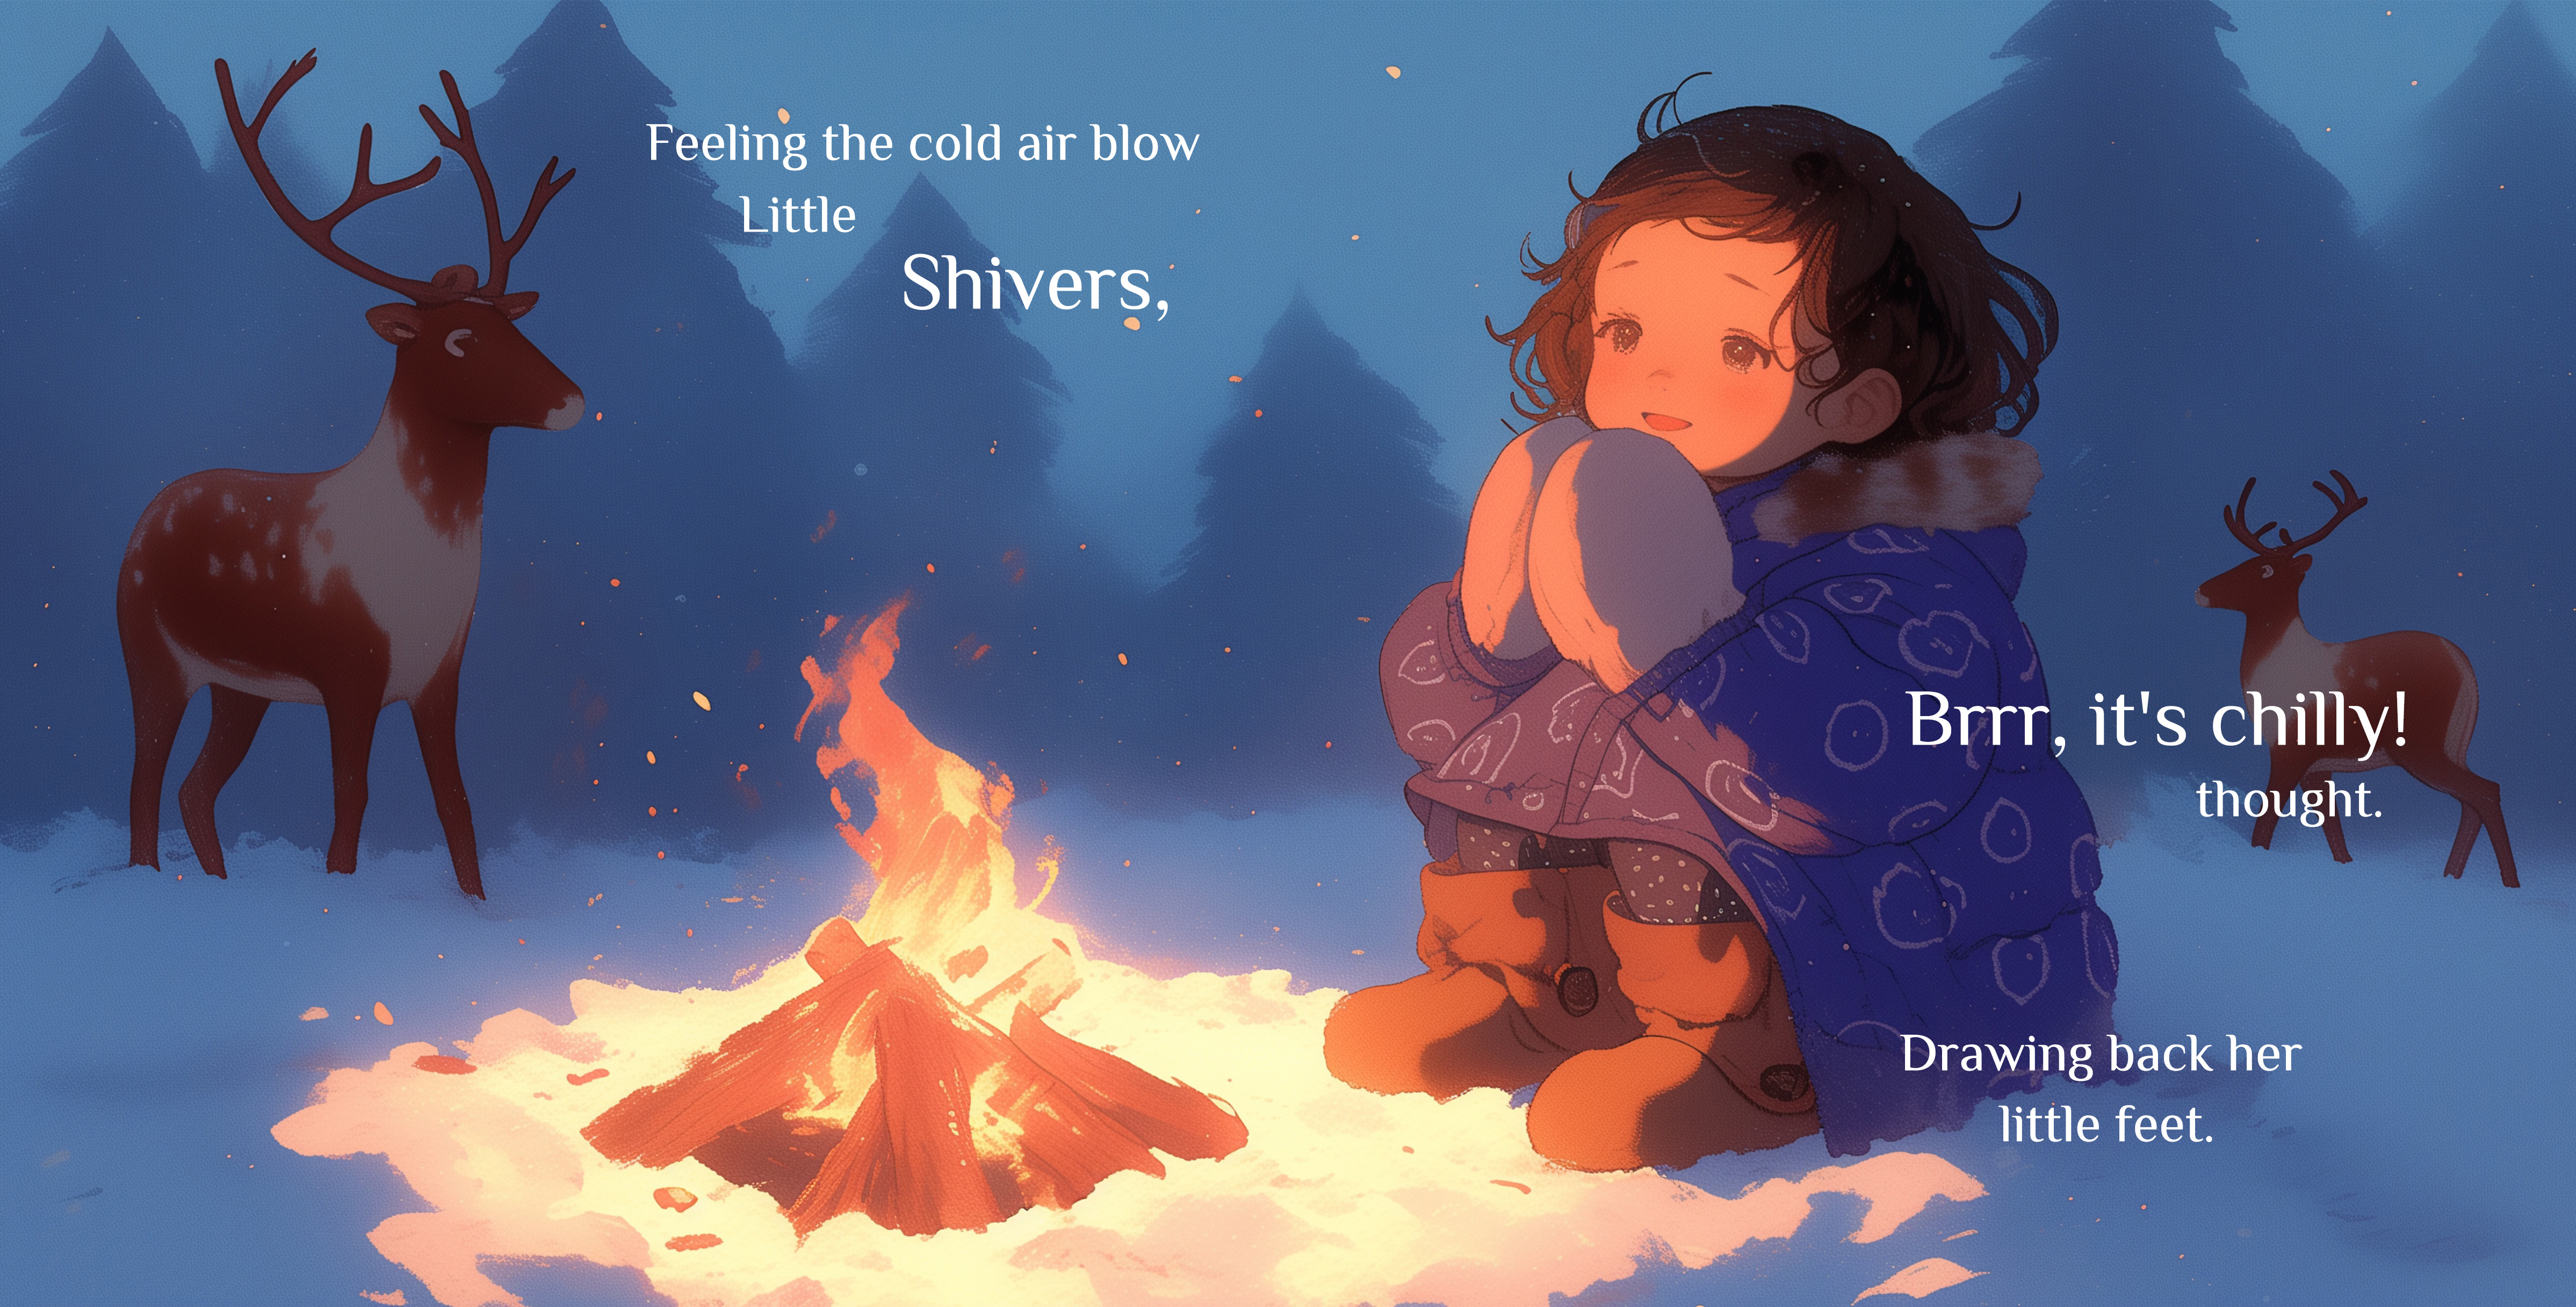 Feeling the cold air blow
Little
Shivers,
Brrr, it's chilly!
thought.
Drawing back her
little feet.